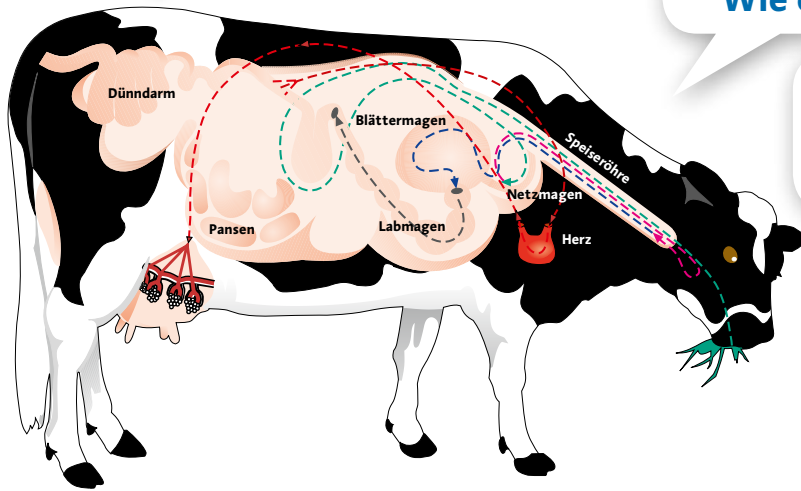 Wie
Dünndarm
Blättermagen
Speiseröhre
Netzmagen
Pansen
Labmagen
Herz